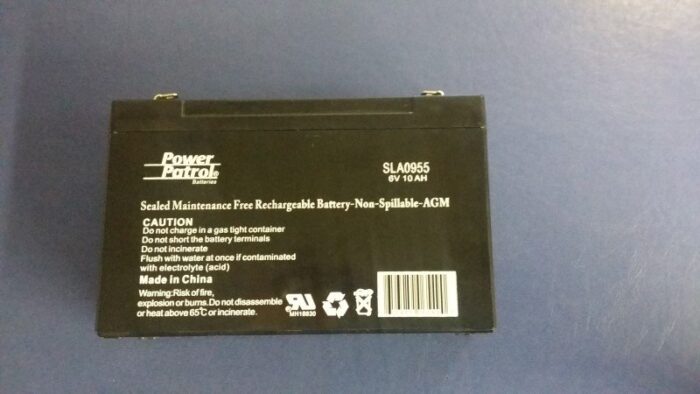 Power
Patrol®
Batteries
SLA0955
6V 10 AH
Sealed Maintenance Free Rechargeable Battery-Non-Spillable-AGM
CAUTION
Do not charge in a gas tight container
Do not short the battery terminals
Do not incinerate
Flush with water at once if contaminated
with electrolyte (acid)
Made in China
Warning:Risk of fire,
explosion or burns.Do not disassemble
or heat above 65℃ or incinerate.
MH16830